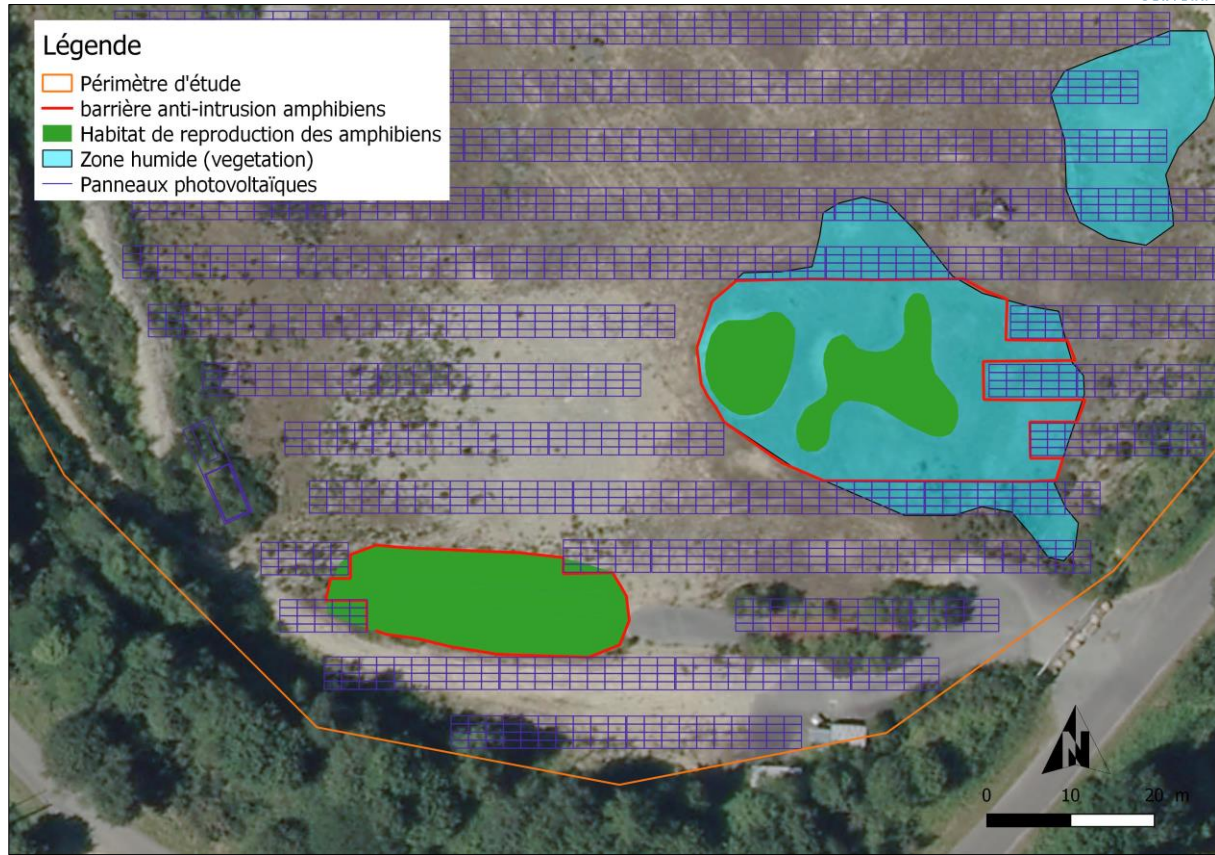 Légende
Périmètre d'étude
barrière anti-intrusion amphibiens
Habitat de reproduction des amphibiens
Zone humide (vegetation)
Panneaux photovoltaïques
N
0 10 20 m